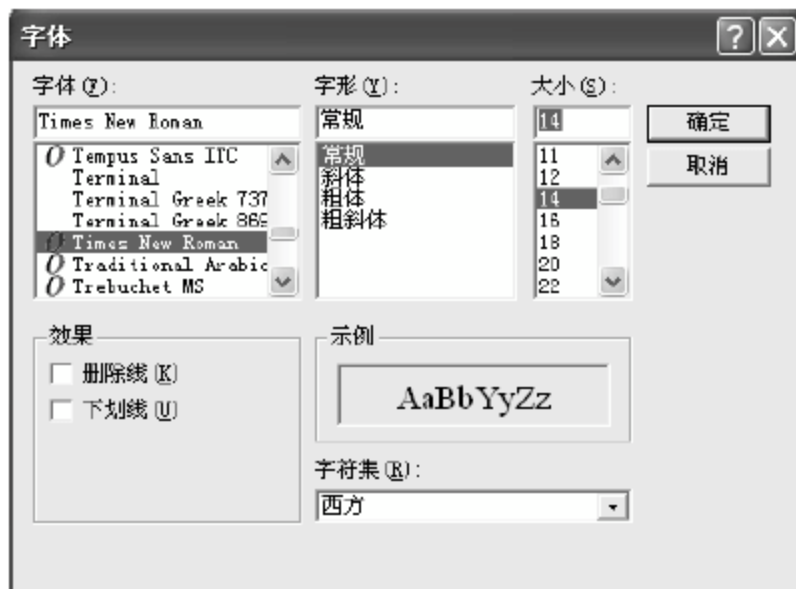 字体
字体(F):
Times New Roman
Tempus Sans ITC
Terminal
Terminal Greek 737
Terminal Greek 869
Times New Roman
Traditional Arabic
Trebuchet MS
字形(Y):
常规
常规
斜体
粗体
粗斜体
大小(S):
14
11
12
14
16
18
20
22
确定
取消
效果
删除线(K)
下划线(U)
示例
AaBbYyZz
字符集(R):
西方